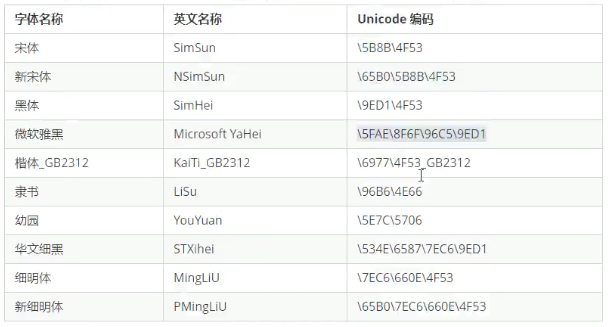 字体名称 英文名称 Unicode 编码
宋体 SimSun \5B8B\4F53
新宋体 NSimSun \65B0\5B8B\4F53
黑体 SimHei \9ED1\4F53
微软雅黑 Microsoft YaHei \5FAE\8F6F\96C5\9ED1
楷体_GB2312 KaiTi_GB2312 \6977\4F53_GB2312
隶书 LiSu \96B6\4E66
幼园 YouYuan \5E7C\5706
华文细黑 STXihei \534E\6587\7EC6\9ED1
细明体 MingLiU \7EC6\660E\4F53
新细明体 PMingLiU \65B0\7EC6\660E\4F53